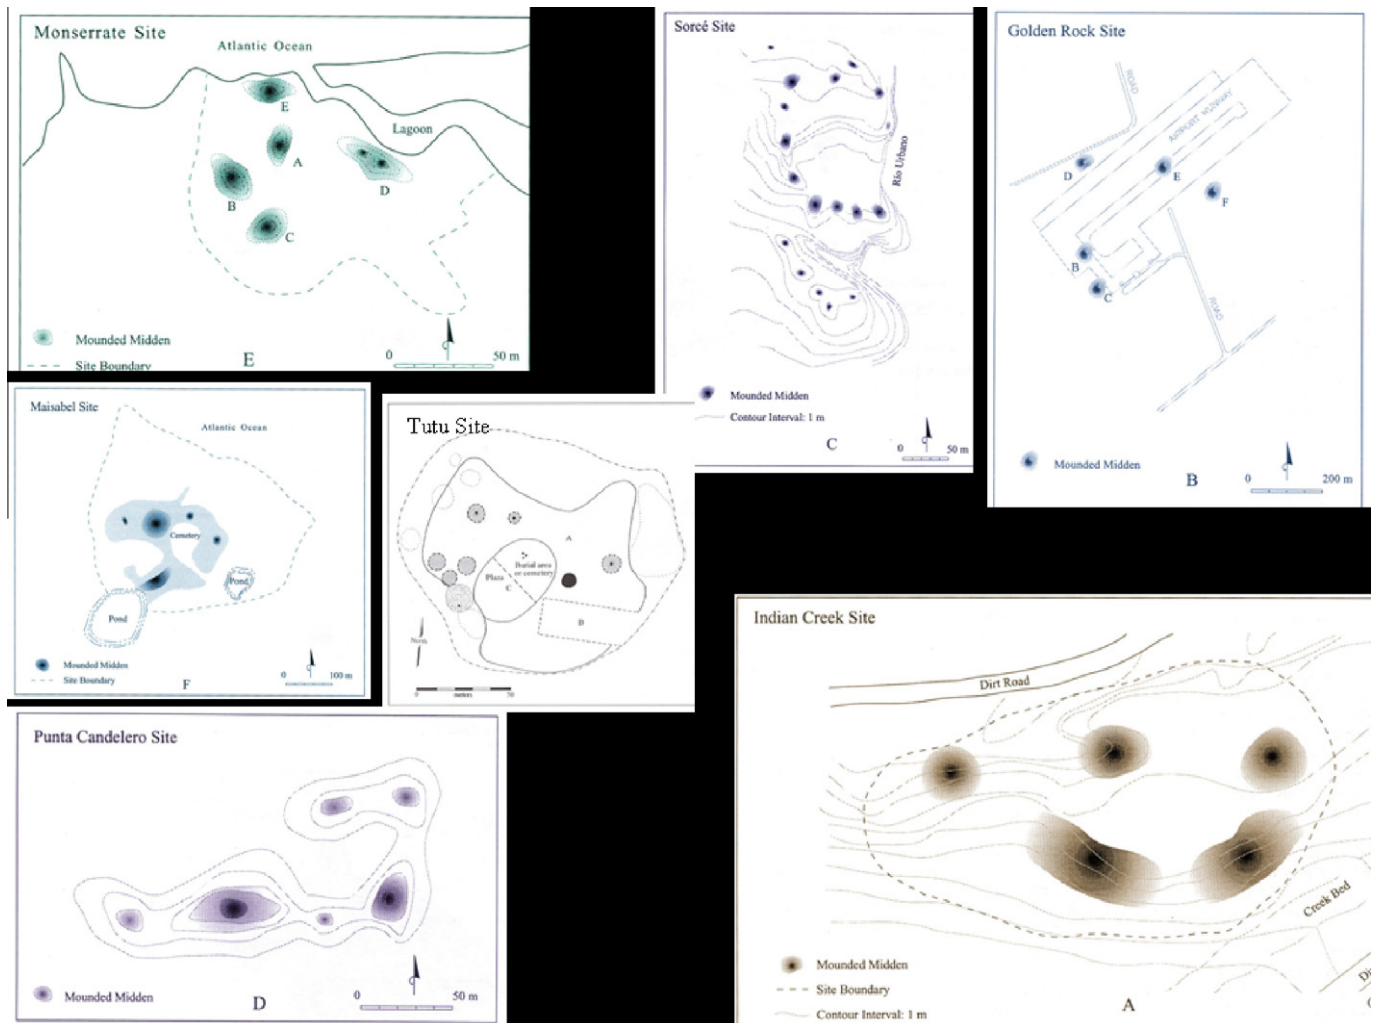 Monserrate Site
Atlantic Ocean
E
Lagoon
A
D
B
C
Mounded Midden
Site Boundary
E
0
50 m
Sorcé Site
Río Urbano
Mounded Midden
Contour Interval: 1 m
C
0
50 m
Golden Rock Site
ROAD
AIRPORT RUNWAY
D
E
F
B
C
ROAD
Mounded Midden
B
0
200 m
Maisabel Site
Atlantic Ocean
Cemetery
Pond
Pond
Mounded Midden
Site Boundary
F
0
100 m
Tutu Site
A
Burial area
or cemetery
Plaza
C
B
North
0
meters
Indian Creek Site
Dirt Road
Creek Bed
Mounded Midden
Site Boundary
Contour Interval: 1 m
A
Punta Candelero Site
Mounded Midden
D
0
50 m